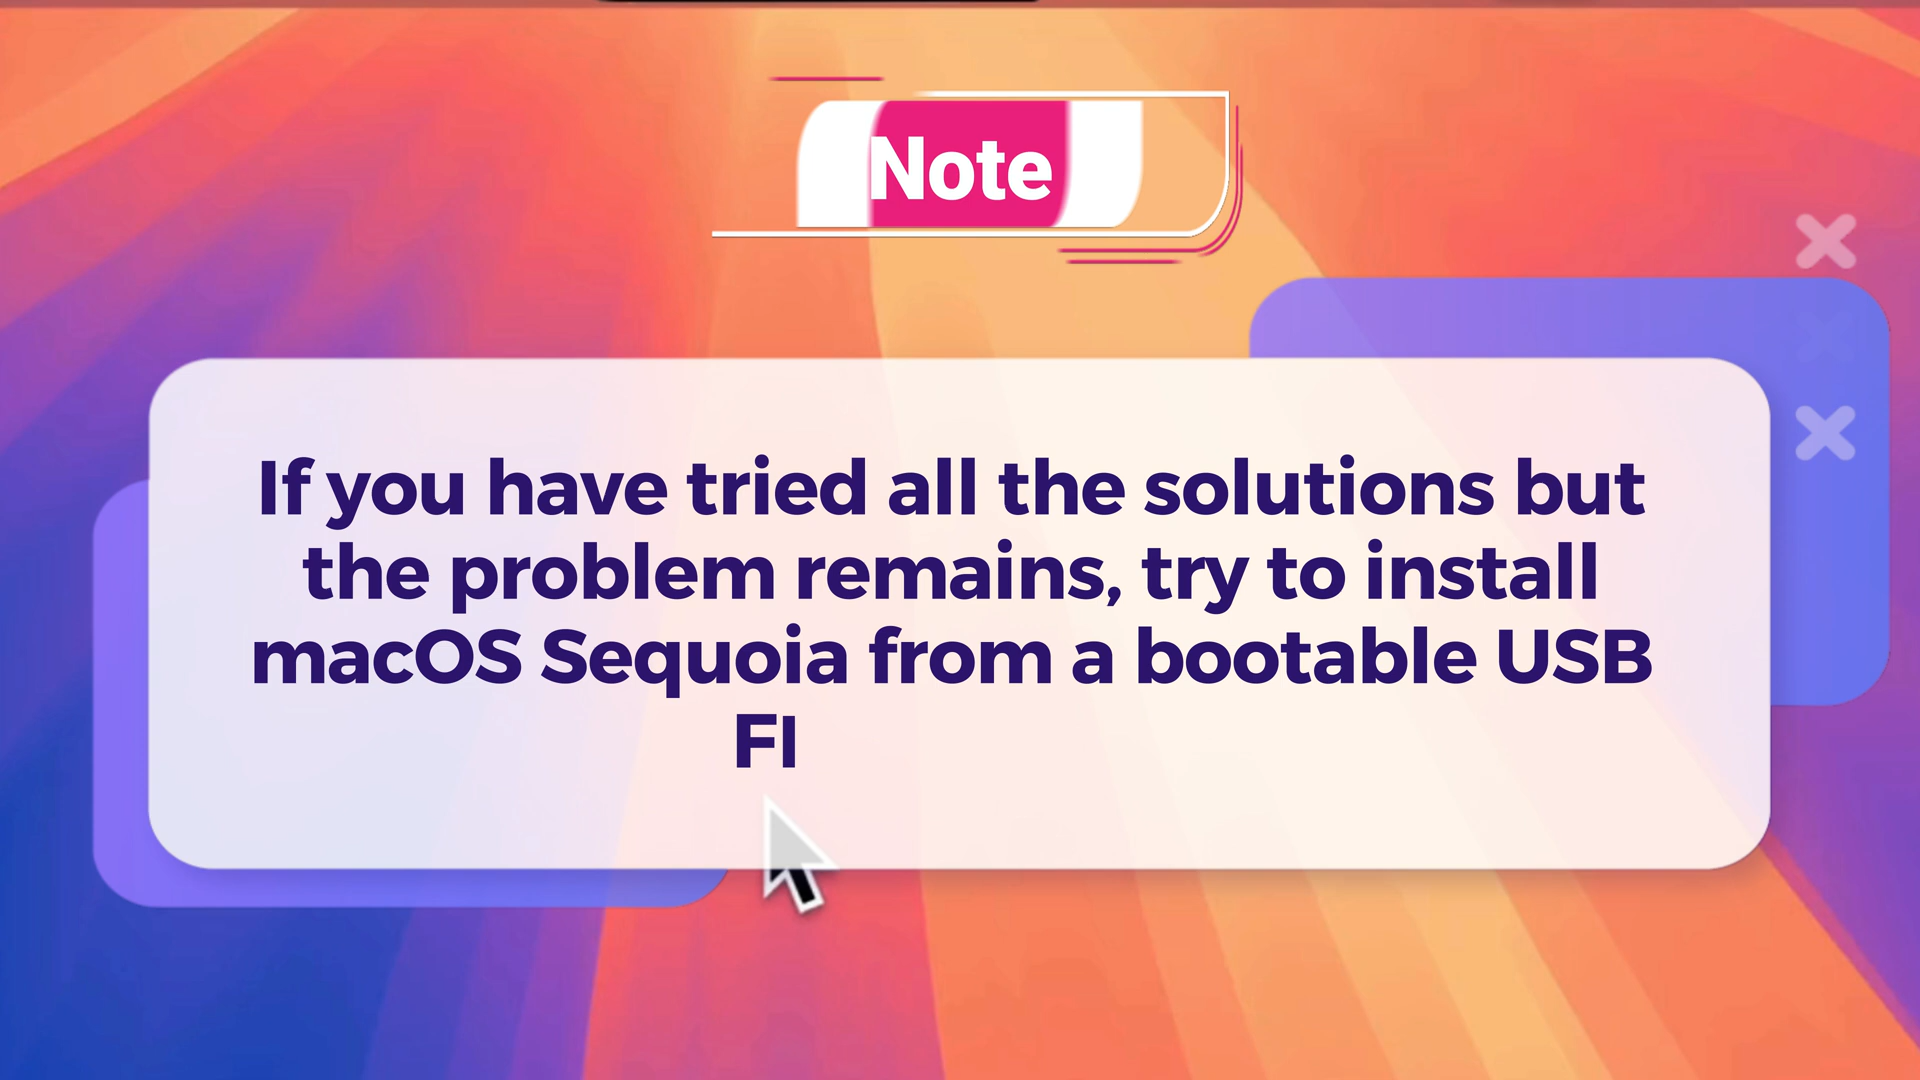 Note
If you have tried all the solutions but
the problem remains, try to install
macOS Sequoia from a bootable USB
Fl